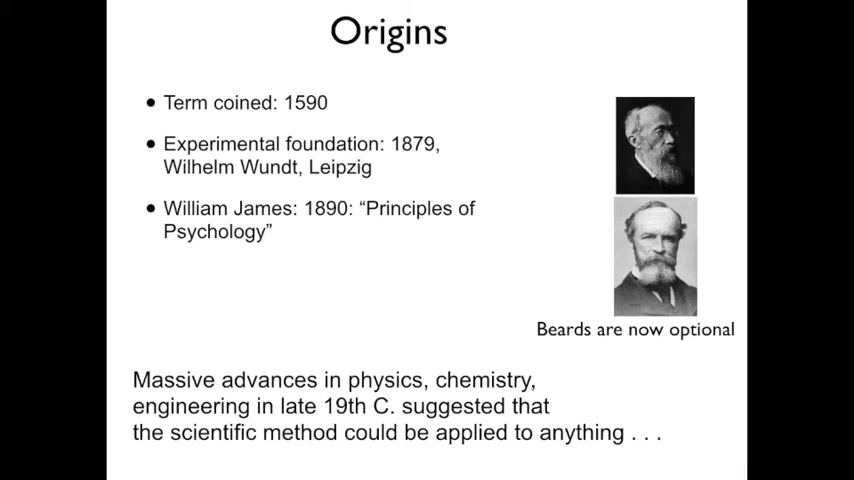 Origins
• Term coined: 1590
• Experimental foundation: 1879,
Wilhelm Wundt, Leipzig
• William James: 1890: “Principles of
Psychology”
Beards are now optional
Massive advances in physics, chemistry,
engineering in late 19th C. suggested that
the scientific method could be applied to anything . . .